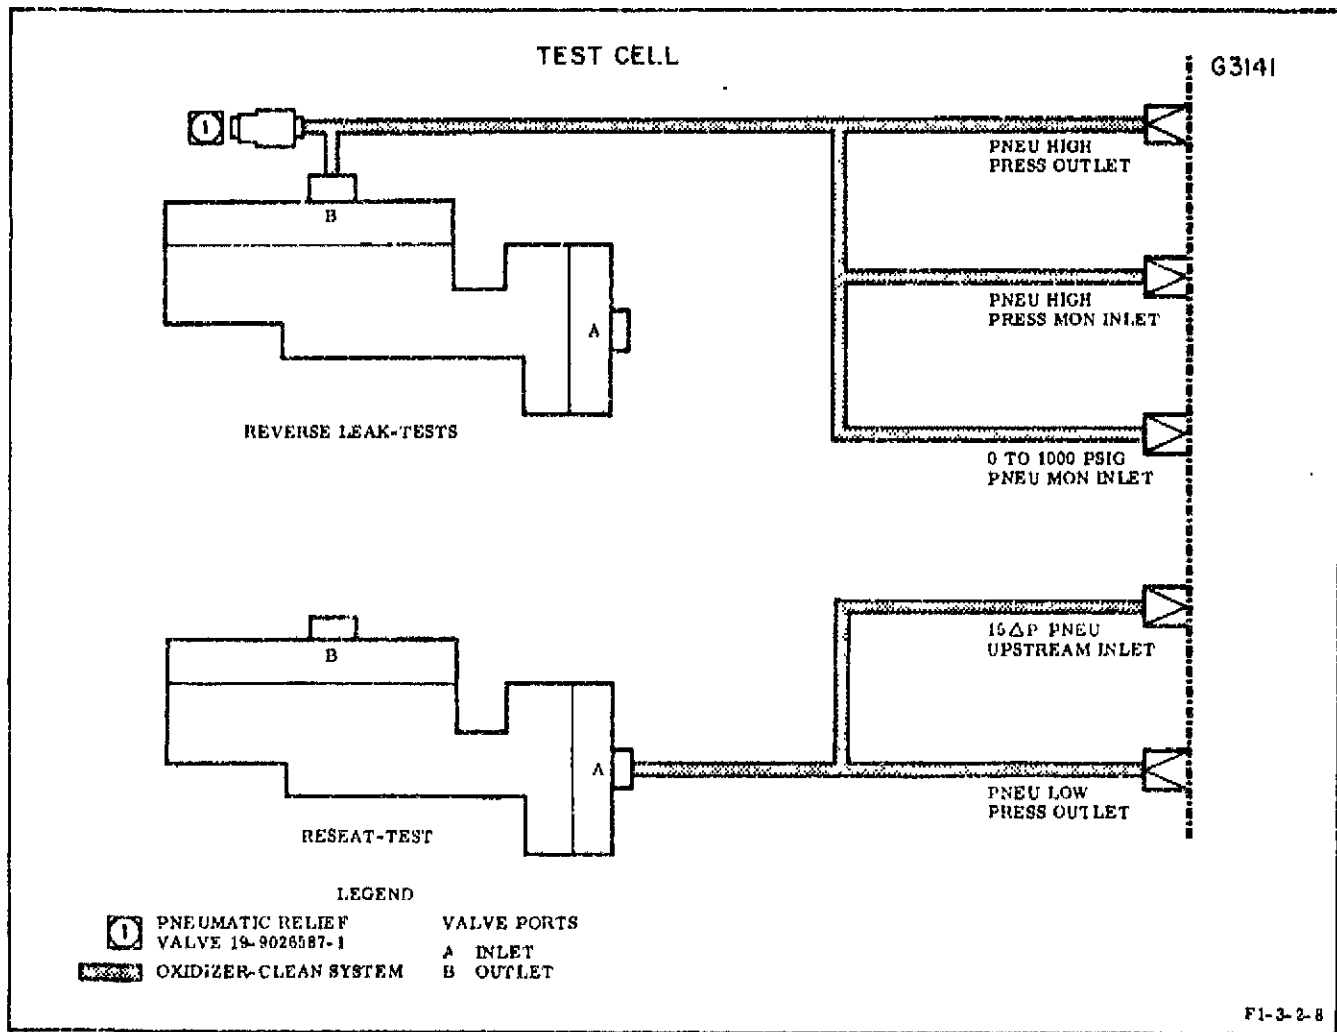 TEST CELL
G3141
1
PNEU HIGH
PRESS OUTLET
B
PNEU HIGH
PRESS MON INLET
A
REVERSE LEAK-TESTS
0 TO 1000 PSIG
PNEU MON INLET
15ΔP PNEU
UPSTREAM INLET
B
A
PNEU LOW
PRESS OUTLET
RESEAT-TEST
LEGEND
1 PNEUMATIC RELIEF
VALVE 19-9026587-1
OXIDIZER-CLEAN SYSTEM
VALVE PORTS
A INLET
B OUTLET
F1-3-2-8